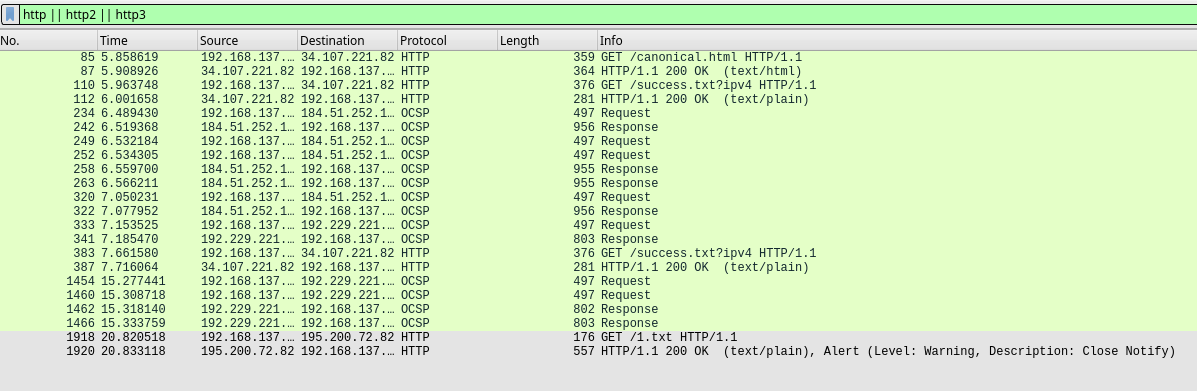 http || http2 || http3
No. Time Source Destination Protocol Length Info
85 5.858619 192.168.137.… 34.107.221.82 HTTP 359 GET /canonical.html HTTP/1.1
87 5.908926 34.107.221.82 192.168.137.… HTTP 364 HTTP/1.1 200 OK (text/html)
110 5.963748 192.168.137.… 34.107.221.82 HTTP 376 GET /success.txt?ipv4 HTTP/1.1
112 6.001658 34.107.221.82 192.168.137.… HTTP 281 HTTP/1.1 200 OK (text/plain)
234 6.489430 192.168.137.… 184.51.252.1… OCSP 497 Request
242 6.519368 184.51.252.1… 192.168.137.… OCSP 956 Response
249 6.532184 192.168.137.… 184.51.252.1… OCSP 497 Request
252 6.534305 192.168.137.… 184.51.252.1… OCSP 497 Request
258 6.559700 184.51.252.1… 192.168.137.… OCSP 955 Response
263 6.566211 184.51.252.1… 192.168.137.… OCSP 955 Response
320 7.050231 192.168.137.… 184.51.252.1… OCSP 497 Request
322 7.077952 184.51.252.1… 192.168.137.… OCSP 956 Response
333 7.153525 192.168.137.… 192.229.221.… OCSP 497 Request
341 7.185470 192.229.221.… 192.168.137.… OCSP 803 Response
383 7.661580 192.168.137.… 34.107.221.82 HTTP 376 GET /success.txt?ipv4 HTTP/1.1
387 7.716064 34.107.221.82 192.168.137.… HTTP 281 HTTP/1.1 200 OK (text/plain)
1454 15.277441 192.168.137.… 192.229.221.… OCSP 497 Request
1460 15.308718 192.168.137.… 192.229.221.… OCSP 497 Request
1462 15.318140 192.229.221.… 192.168.137.… OCSP 802 Response
1466 15.333759 192.229.221.… 192.168.137.… OCSP 803 Response
1918 20.820518 192.168.137.… 195.200.72.82 HTTP 176 GET /1.txt HTTP/1.1
1920 20.833118 195.200.72.82 192.168.137.… HTTP 557 HTTP/1.1 200 OK (text/plain), Alert (Level: Warning, Description: Close Notify)